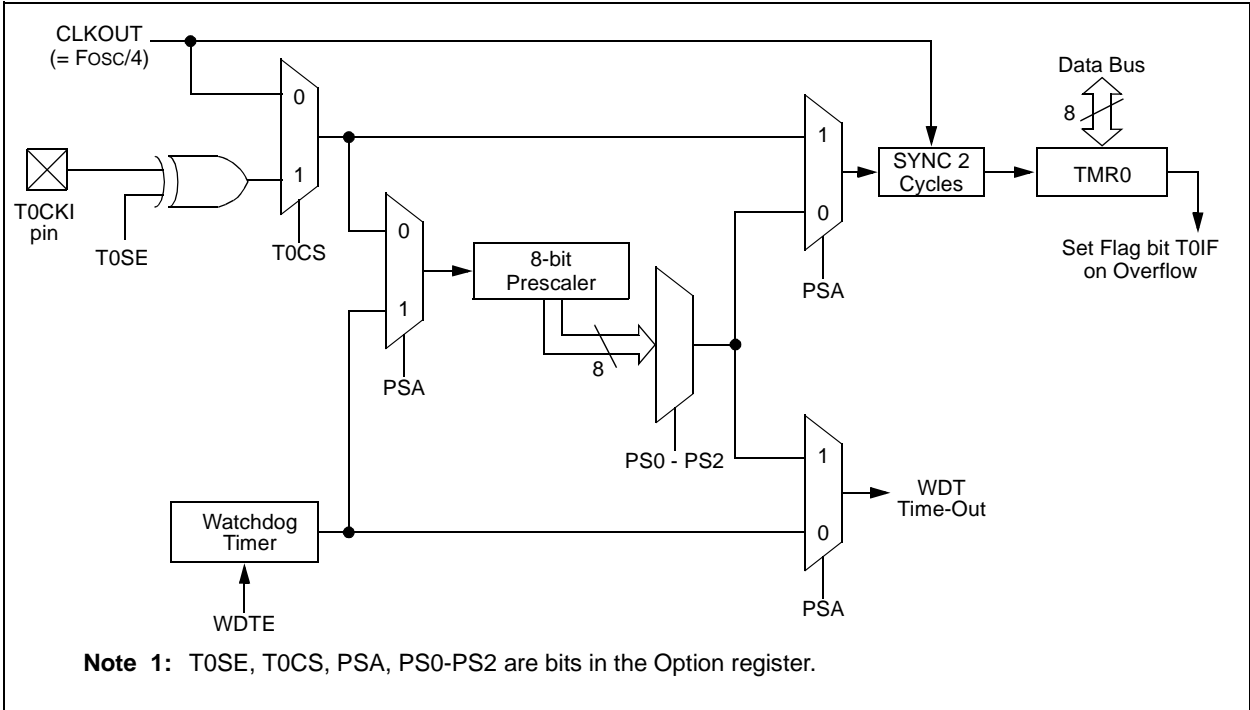 CLKOUT
(= FOSC/4)
0
1
T0CKI
pin
T0SE
T0CS
0
1
PSA
8-bit
Prescaler
8
PS0 - PS2
1
0
PSA
SYNC 2
Cycles
Data Bus
8
TMR0
Set Flag bit T0IF
on Overflow
Watchdog
Timer
WDTE
1
0
PSA
WDT
Time-Out
Note 1: T0SE, T0CS, PSA, PS0-PS2 are bits in the Option register.